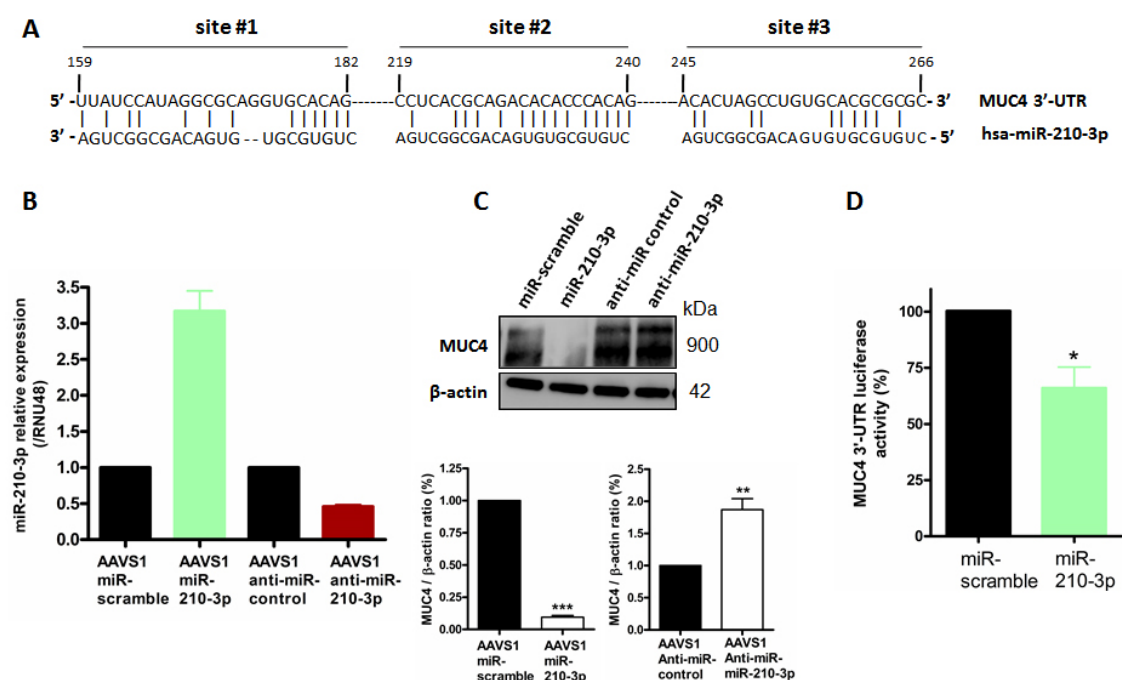 A
site #1 site #2 site #3
159 182 219 240 245 266
5’ -UUAUCCAUAGGCGCAGGUGCACAG-------CCUCACGCAGACACACCCACAG------ACACUAGCCUGUGCACGCGCGC- 3’ MUC4 3’-UTR
3’ -AGUCGGCGACAGUG--UGCGUGUC AGUCGGCGACAGUGUGCGUGUC AGUCGGCGACAGUGUGCGUGUC - 5’ hsa-miR-210-3p
B
miR-210-3p relative expression
(/RNU48)
3.5
3.0
2.5
2.0
1.5
1.0
0.5
0.0
AAVS1 AAVS1 AAVS1 AAVS1
miR- miR- anti-miR- anti-miR-
scramble 210-3p control 210-3p
C
miR-scramble
miR-210-3p
anti-miR control
anti-miR-210-3p
kDa
MUC4 900
β-actin 42
MUC4 / β-actin ratio (%)
1.25
1.00
0.75
0.50
0.25
0.00
***
AAVS1 AAVS1
miR- miR-
scramble 210-3p
MUC4 / β-actin ratio (%)
2.5
2.0
1.5
1.0
0.5
0.0
**
AAVS1 AAVS1
Anti-miR- Anti-miR-
control miR-210-3p
D
MUC4 3'-UTR luciferase
activity (%)
100
75
50
25
0
*
miR- miR-
scramble 210-3p